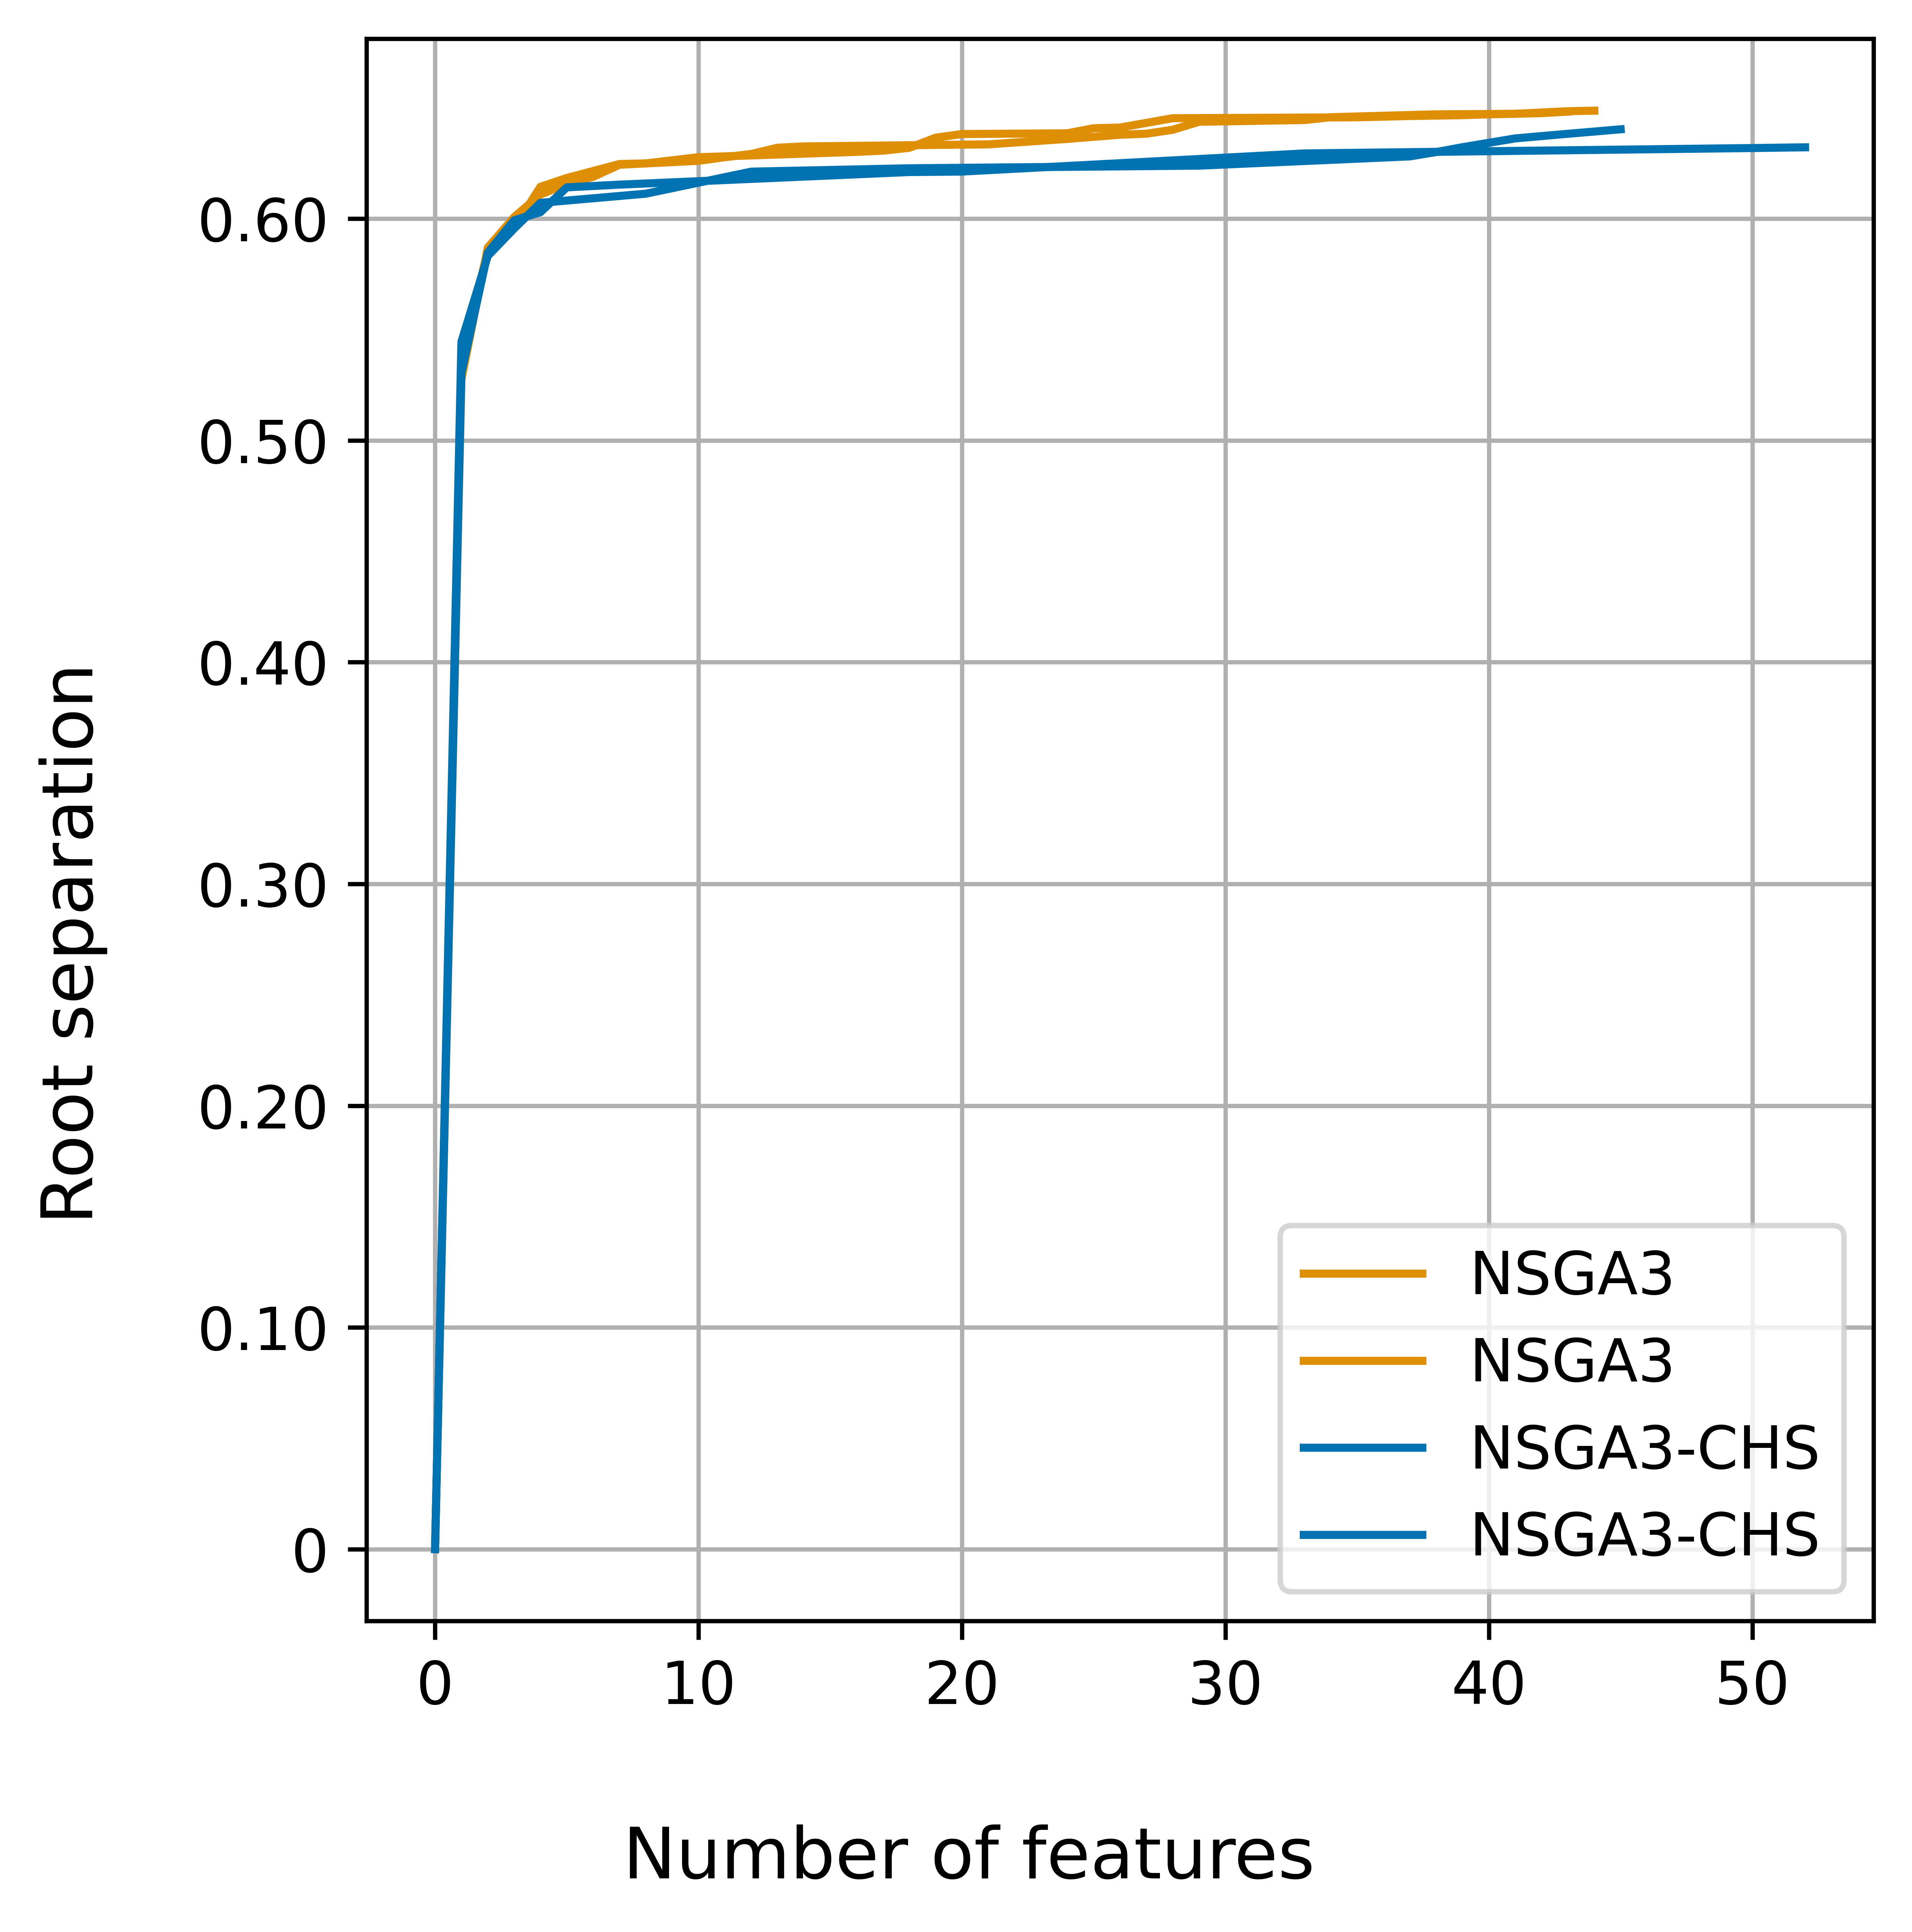 0.60
0.50
0.40
0.30
0.20
0.10
0
Root separation
0 10 20 30 40 50
Number of features
NSGA3
NSGA3
NSGA3-CHS
NSGA3-CHS